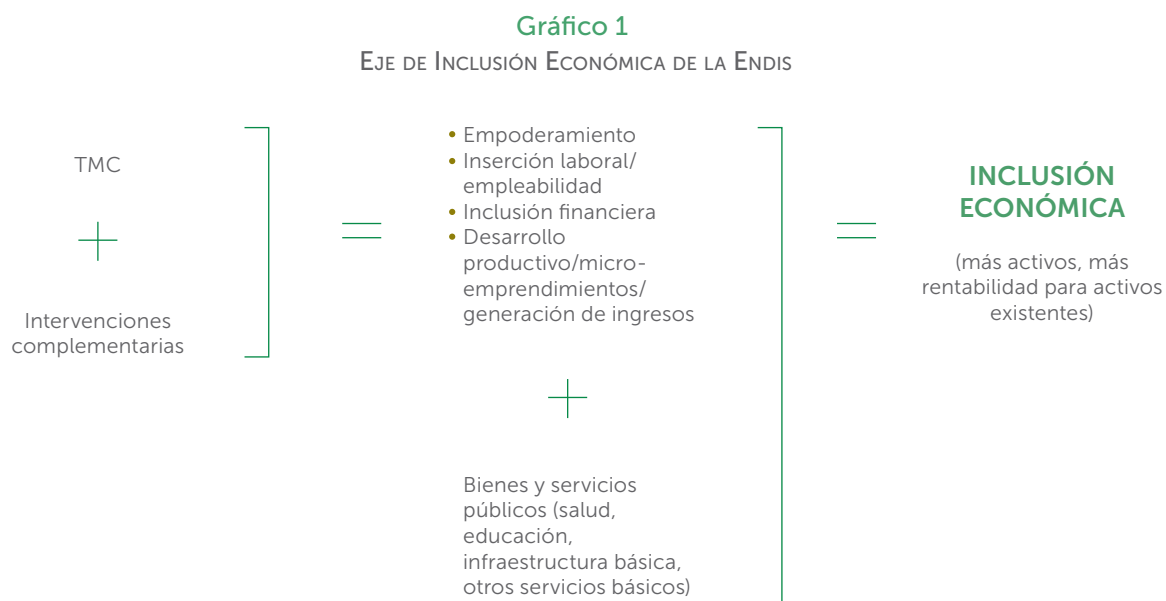 Gráfico 1
Eje de Inclusión Económica de la Endis
TMC
+
Intervenciones
complementarias
=
• Empoderamiento
• Inserción laboral/
empleabilidad
• Inclusión financiera
• Desarrollo
productivo/micro-
emprendimientos/
generación de ingresos
+
Bienes y servicios
públicos (salud,
educación,
infraestructura básica,
otros servicios básicos)
=
INCLUSIÓN
ECONÓMICA
(más activos, más
rentabilidad para activos
existentes)